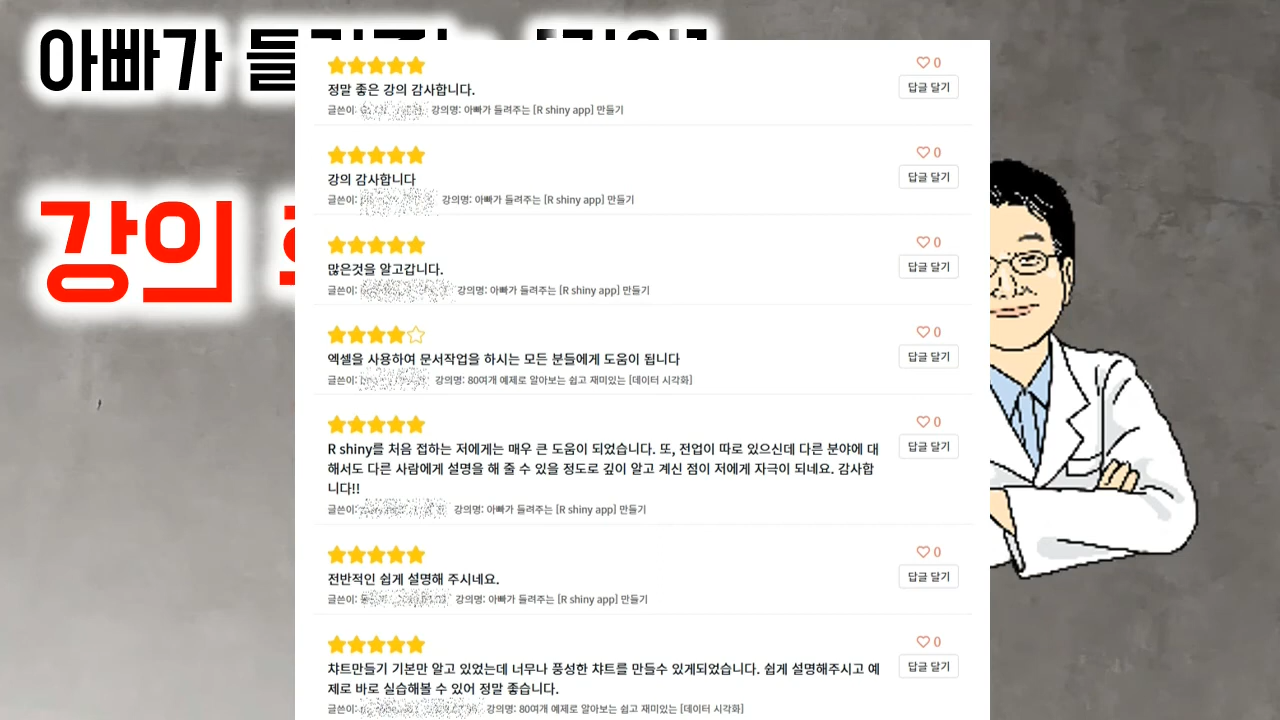 아빠가
강의
0
정말 좋은 강의 감사합니다.
답글 달기
글쓴이: 강의명: 아빠가 들려주는 [R shiny app] 만들기
0
강의 감사합니다
답글 달기
글쓴이: 강의명: 아빠가 들려주는 [R shiny app] 만들기
0
많은것을 알고갑니다.
답글 달기
글쓴이: 강의명: 아빠가 들려주는 [R shiny app] 만들기
0
엑셀을 사용하여 문서작업을 하시는 모든 분들에게 도움이 됩니다
답글 달기
글쓴이: 강의명: 80여개 예제로 알아보는 쉽고 재미있는 [데이터 시각화]
0
R shiny를 처음 접하는 저에게는 매우 큰 도움이 되었습니다. 또, 전업이 따로 있으신데 다른 분야에 대
답글 달기
해서도 다른 사람에게 설명을 해 줄 수 있을 정도로 깊이 알고 계신 점이 저에게 자극이 되네요. 감사합
니다!!
글쓴이: 강의명: 아빠가 들려주는 [R shiny app] 만들기
0
전반적인 쉽게 설명해 주시네요.
답글 달기
글쓴이: 강의명: 아빠가 들려주는 [R shiny app] 만들기
0
챠트만들기 기본만 알고 있었는데 너무나 풍성한 챠트를 만들수 있게되었습니다. 쉽게 설명해주시고 예
답글 달기
제로 바로 실습해볼 수 있어 정말 좋습니다.
글쓴이: 강의명: 80여개 예제로 알아보는 쉽고 재미있는 [데이터 시각화]